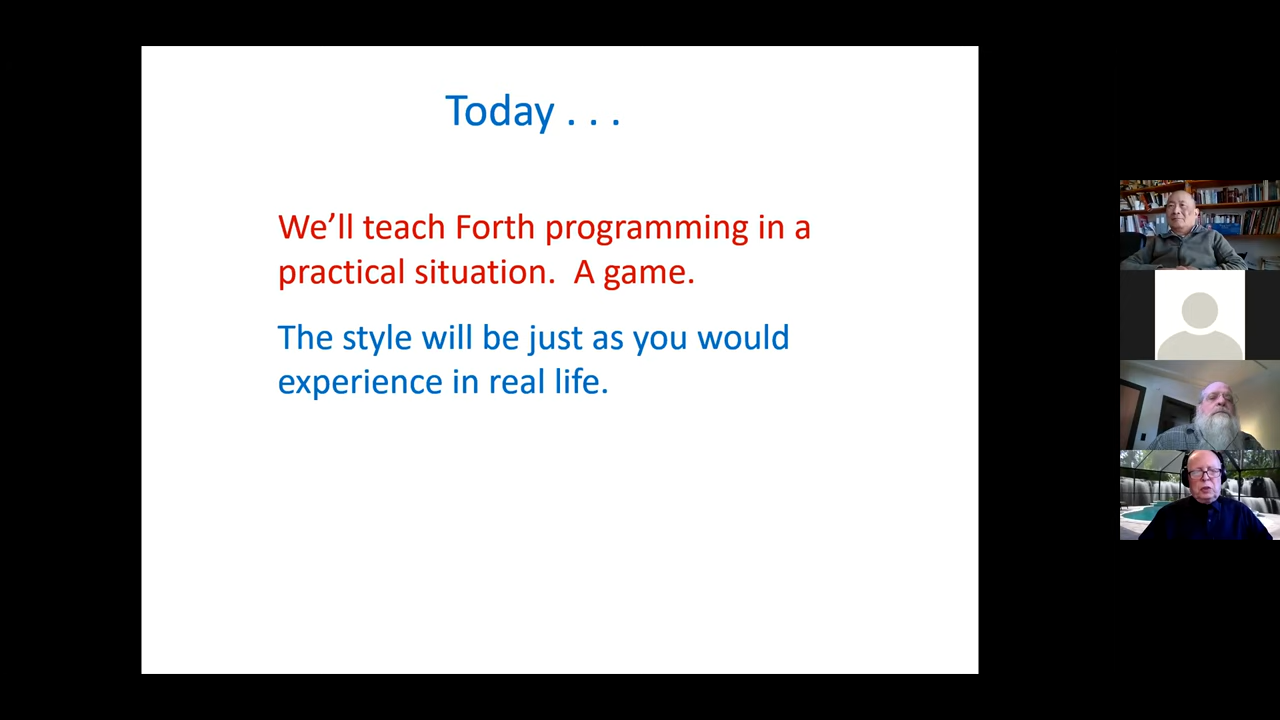 Today . . .
We’ll teach Forth programming in a
practical situation.  A game.
The style will be just as you would
experience in real life.